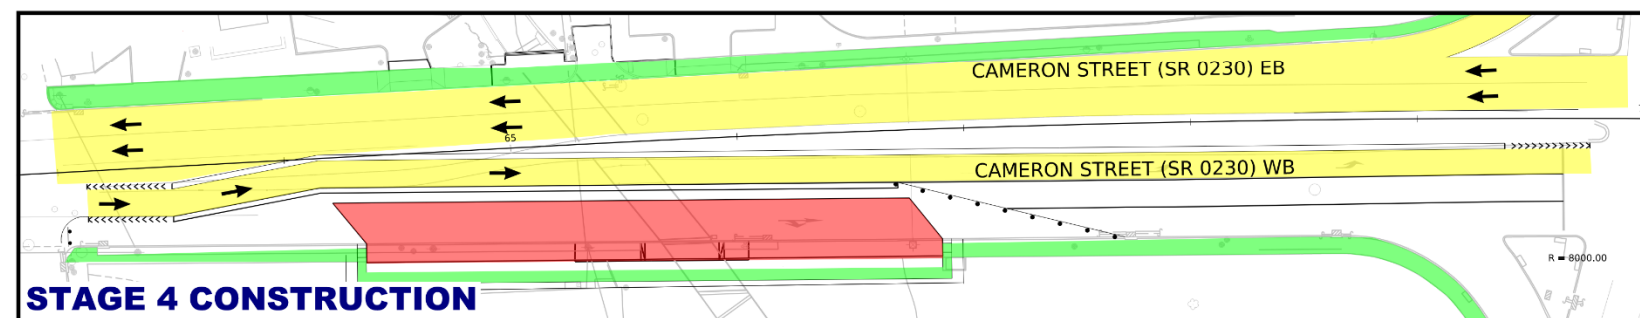 CAMERON STREET (SR 0230) EB
65
CAMERON STREET (SR 0230) WB
R = 8000.00
STAGE 4 CONSTRUCTION